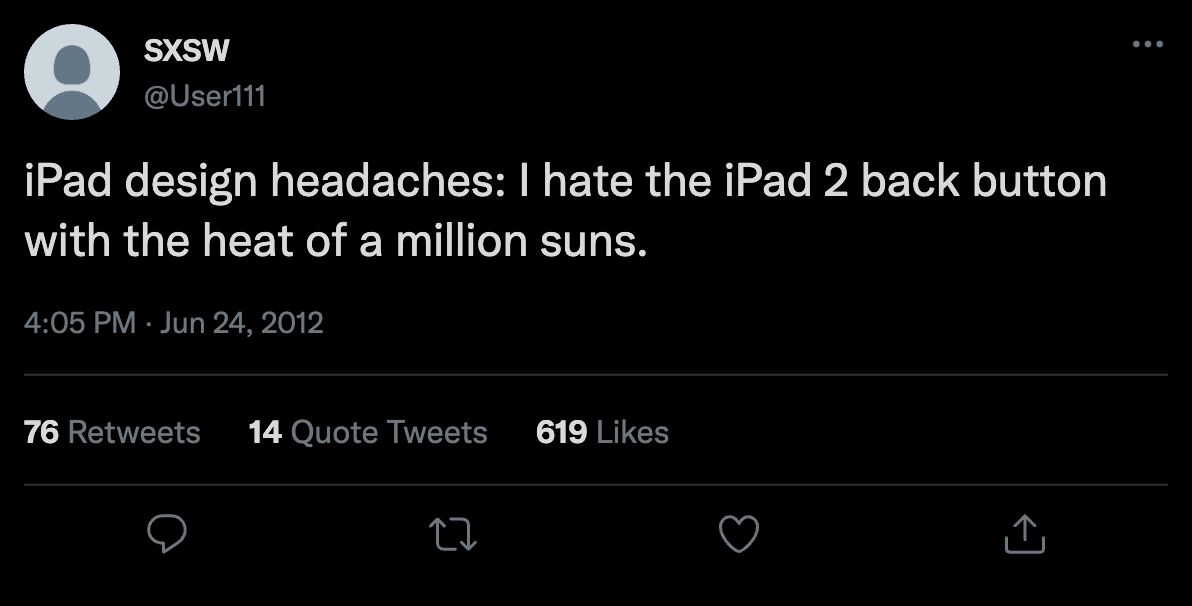 SXSW
@User111
iPad design headaches: I hate the iPad 2 back button
with the heat of a million suns.
4:05 PM · Jun 24, 2012
76 Retweets 14 Quote Tweets 619 Likes